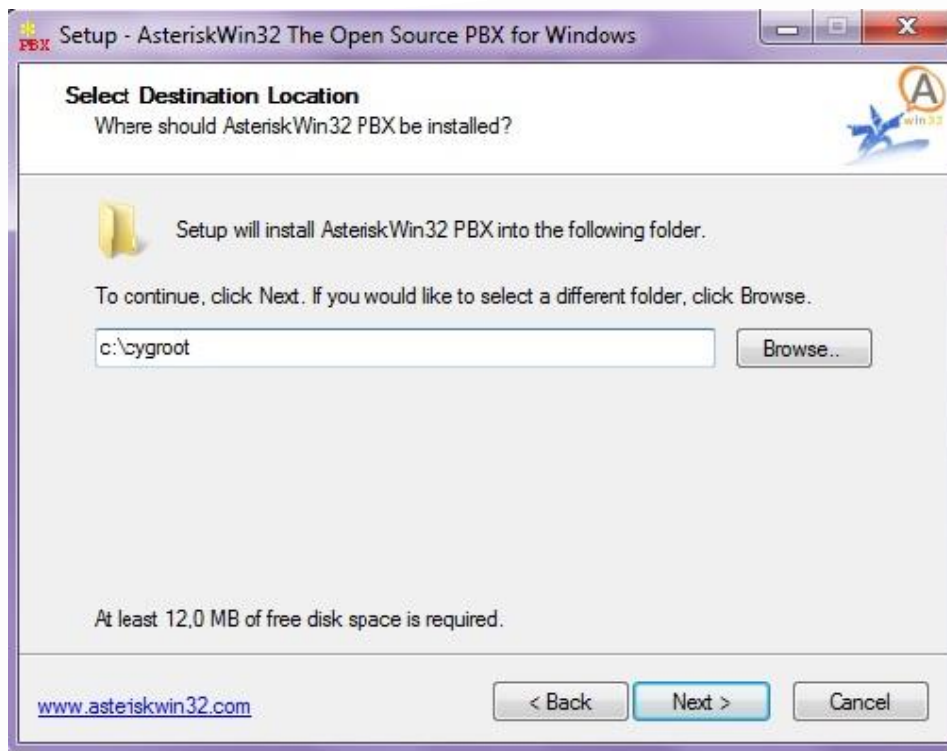 PBX Setup - AsteriskWin32 The Open Source PBX for Windows
Select Destination Location
Where should AsteriskWin32 PBX be installed?
A
win32
Setup will install AsteriskWin32 PBX into the following folder.
To continue, click Next. If you would like to select a different folder, click Browse.
c:\cygroot
Browse..
At least 12,0 MB of free disk space is required.
www.asteriskwin32.com
< Back
Next >
Cancel